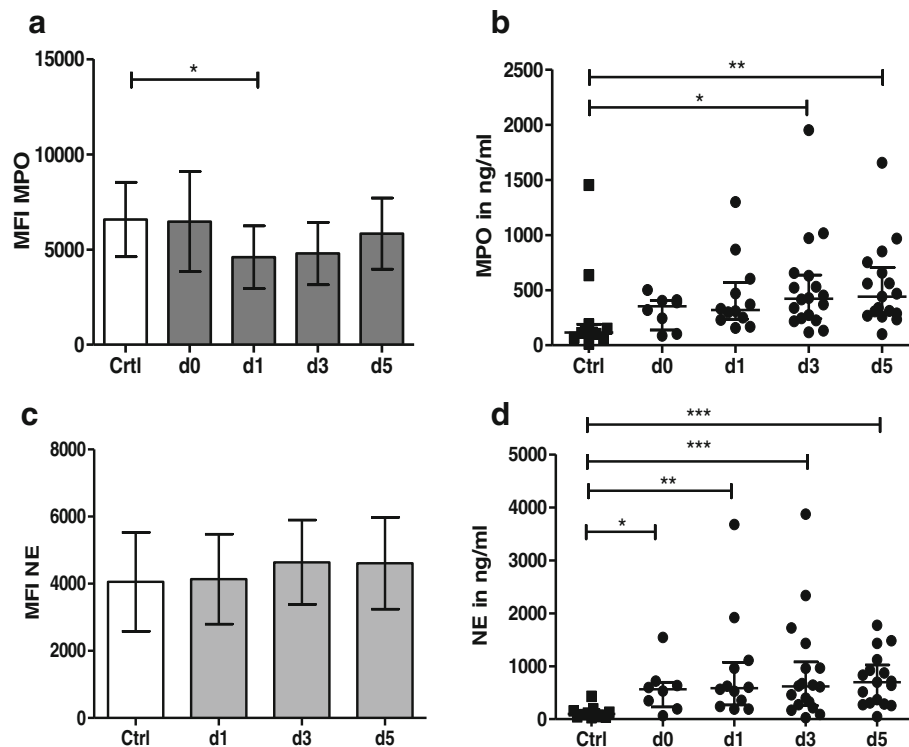 a
MFI MPO
15000
10000
5000
0
*
Crtl d0 d1 d3 d5
b
MPO in ng/ml
2500
2000
1500
1000
500
0
**
*
Ctrl d0 d1 d3 d5
c
MFI NE
8000
6000
4000
2000
0
Ctrl d1 d3 d5
d
NE in ng/ml
5000
4000
3000
2000
1000
0
***
***
**
*
Ctrl d0 d1 d3 d5